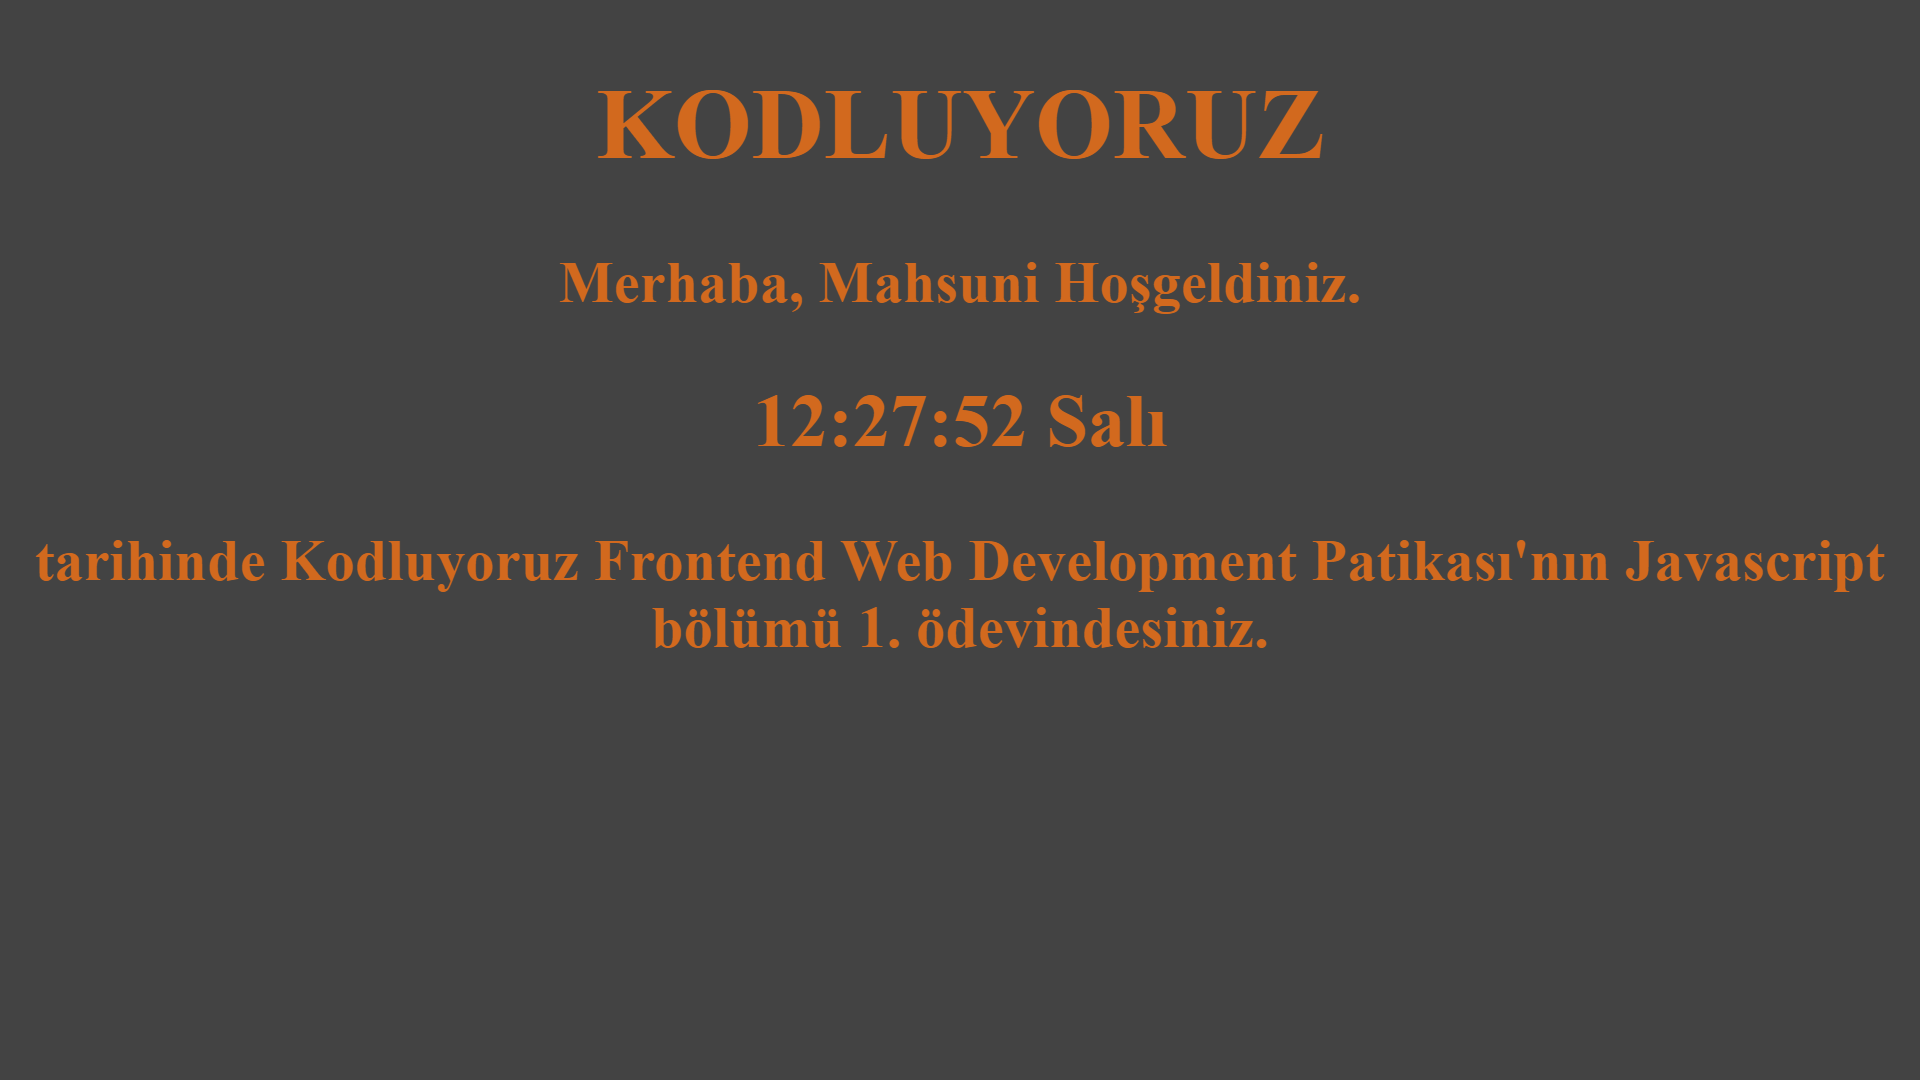 KODLUYORUZ
Merhaba, Mahsuni Hoşgeldiniz.
12:27:52 Salı
tarihinde Kodluyoruz Frontend Web Development Patikası'nın Javascript
bölümü 1. ödevindesiniz.